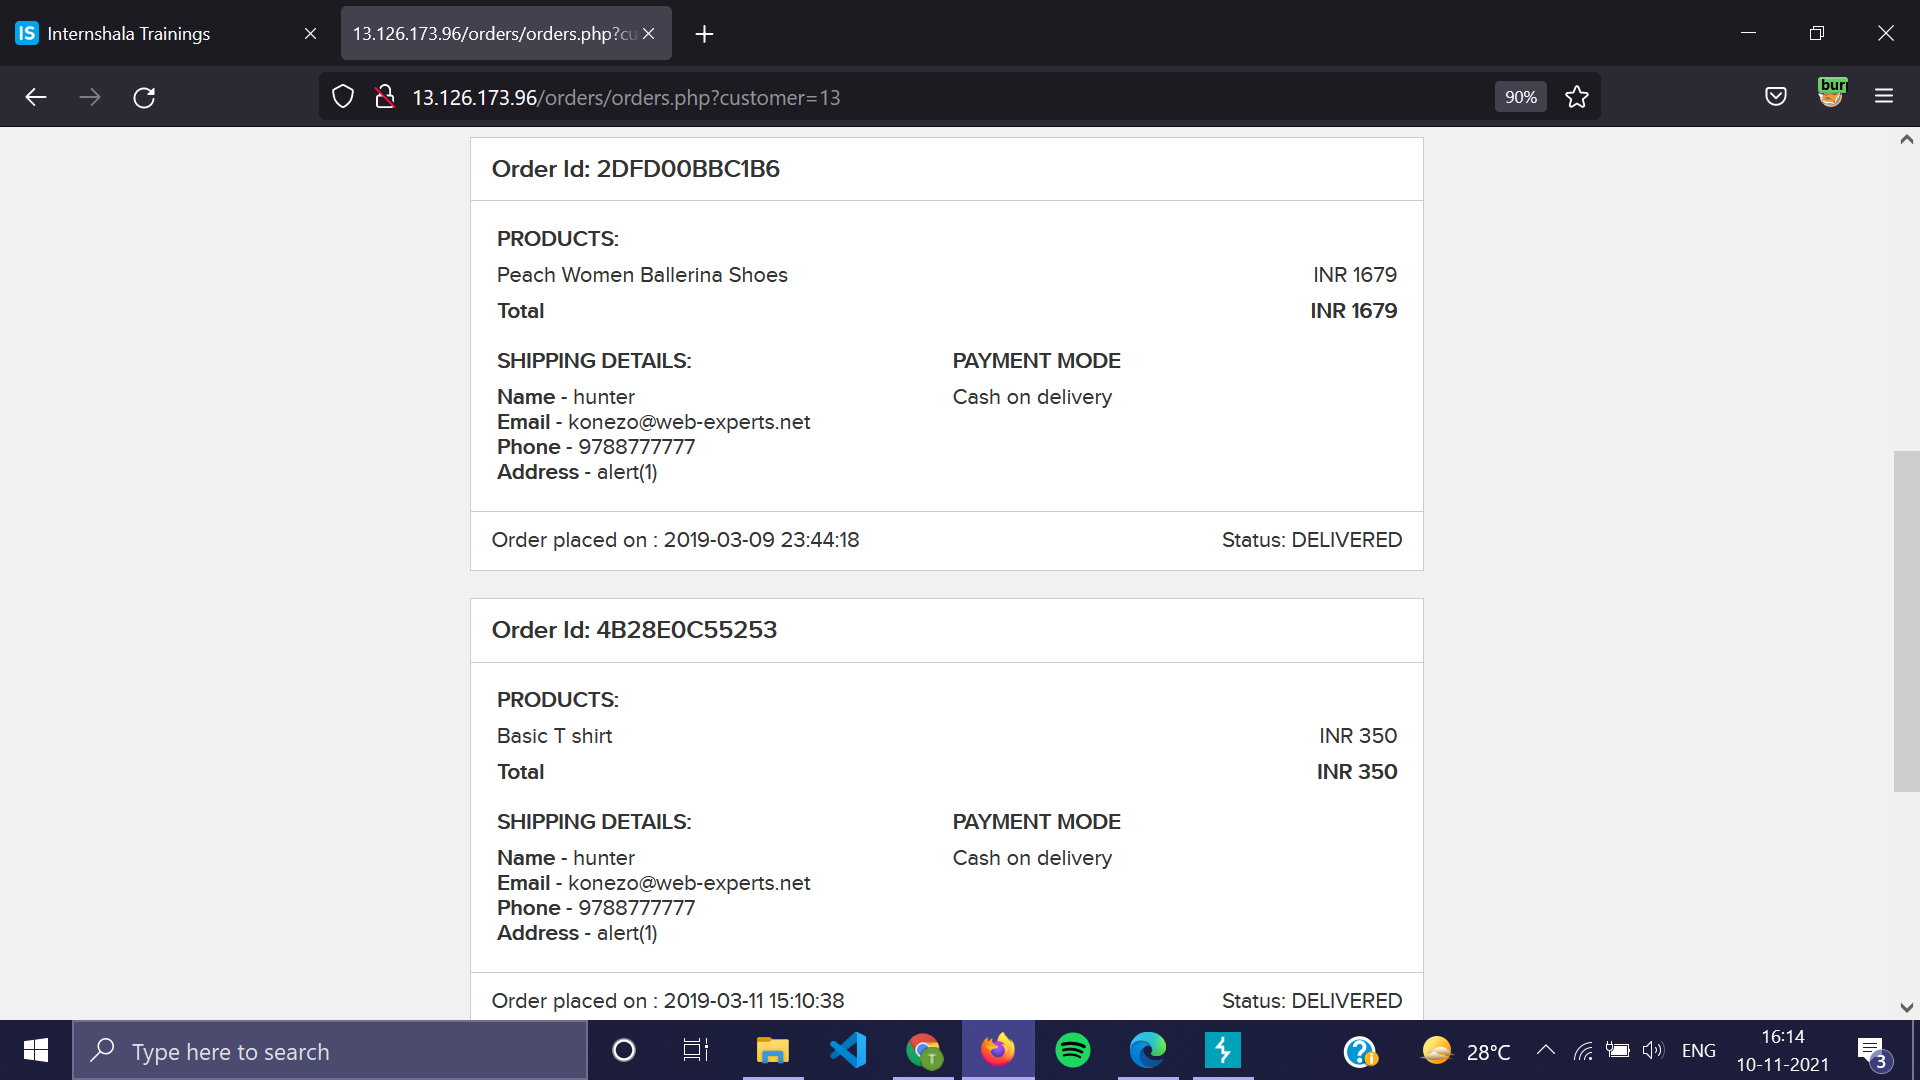 IS Internshala Trainings
13.126.173.96/orders/orders.php?cu
13.126.173.96/orders/orders.php?customer=13
90%
bur
Order Id: 2DFD00BBC1B6
PRODUCTS:
Peach Women Ballerina Shoes INR 1679
Total INR 1679
SHIPPING DETAILS: PAYMENT MODE
Name - hunter Cash on delivery
Email - konezo@web-experts.net
Phone - 9788777777
Address - alert(1)
Order placed on : 2019-03-09 23:44:18 Status: DELIVERED
Order Id: 4B28E0C55253
PRODUCTS:
Basic T shirt INR 350
Total INR 350
SHIPPING DETAILS: PAYMENT MODE
Name - hunter Cash on delivery
Email - konezo@web-experts.net
Phone - 9788777777
Address - alert(1)
Order placed on : 2019-03-11 15:10:38 Status: DELIVERED
Type here to search
T
28°C
ENG
16:14
10-11-2021
3